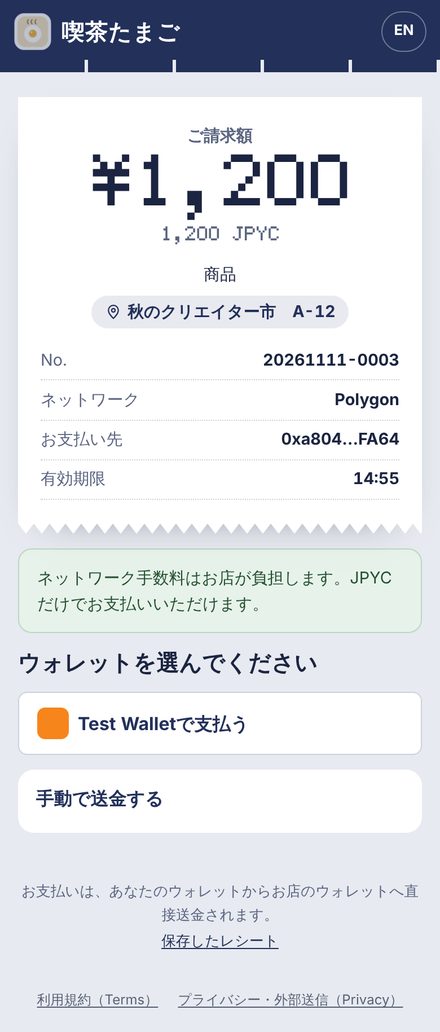 喫茶たまご
EN
ご請求額
¥1,200
1,200 JPYC
商品
秋のクリエイター市　A-12
No. 20261111-0003
ネットワーク Polygon
お支払い先 0xa804...FA64
有効期限 14:55
ネットワーク手数料はお店が負担します。JPYC
だけでお支払いいただけます。
ウォレットを選んでください
Test Walletで支払う
手動で送金する
お支払いは、あなたのウォレットからお店のウォレットへ直
接送金されます。
保存したレシート
利用規約（Terms） プライバシー・外部送信（Privacy）